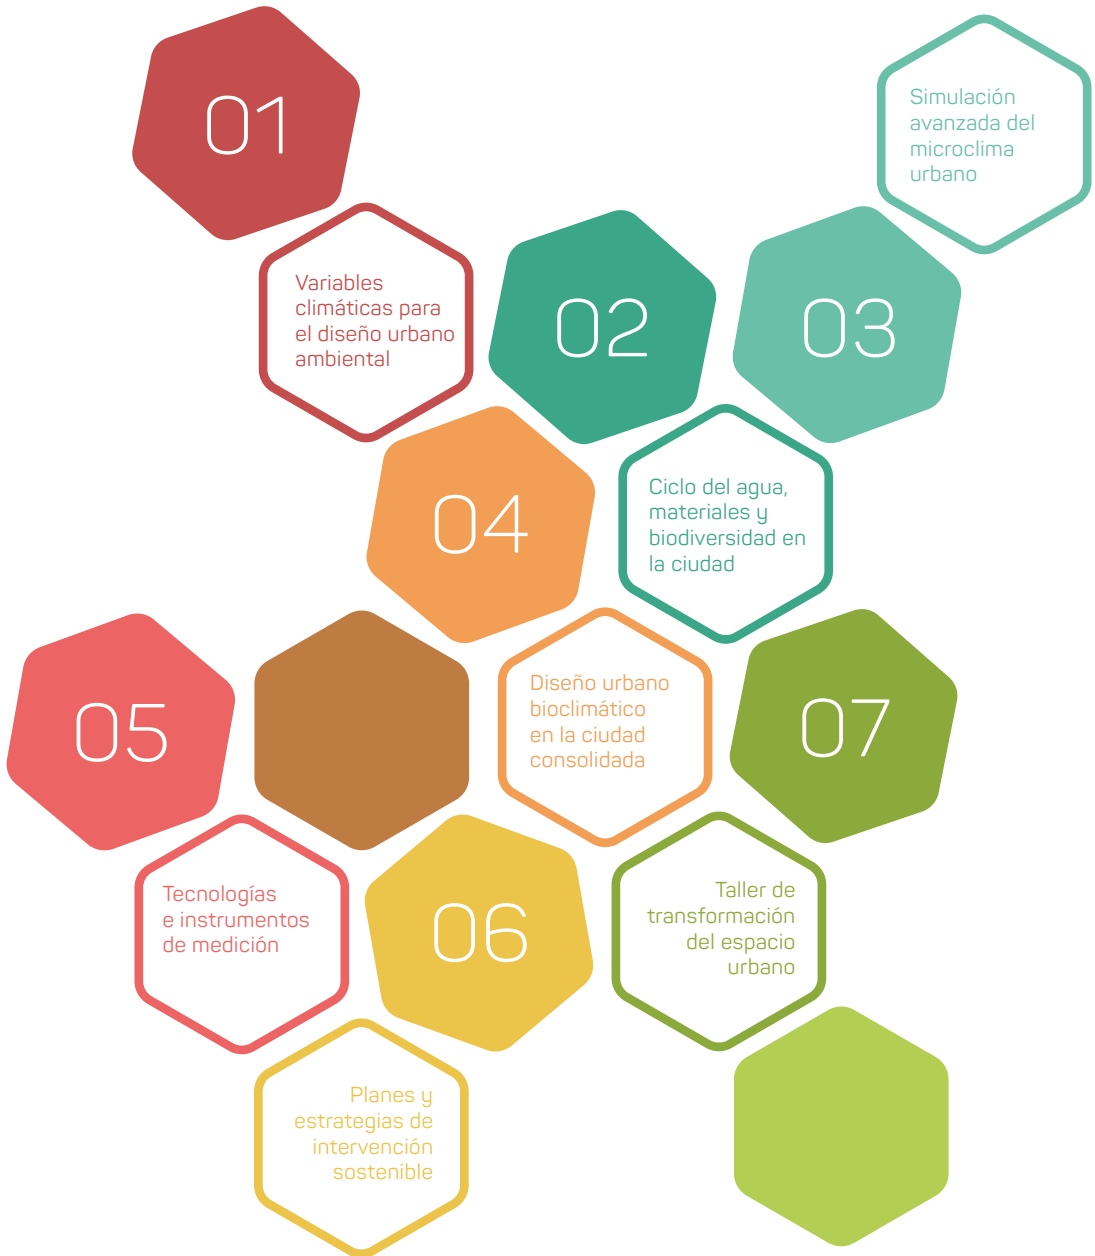 01
Variables
climáticas para
el diseño urbano
ambiental
02
Ciclo del agua,
materiales y
biodiversidad en
la ciudad
03
Simulación
avanzada del
microclima
urbano
04
Diseño urbano
bioclimático
en la ciudad
consolidada
05
Tecnologías
e instrumentos
de medición
06
Planes y
estrategias de
intervención
sostenible
07
Taller de
transformación
del espacio
urbano